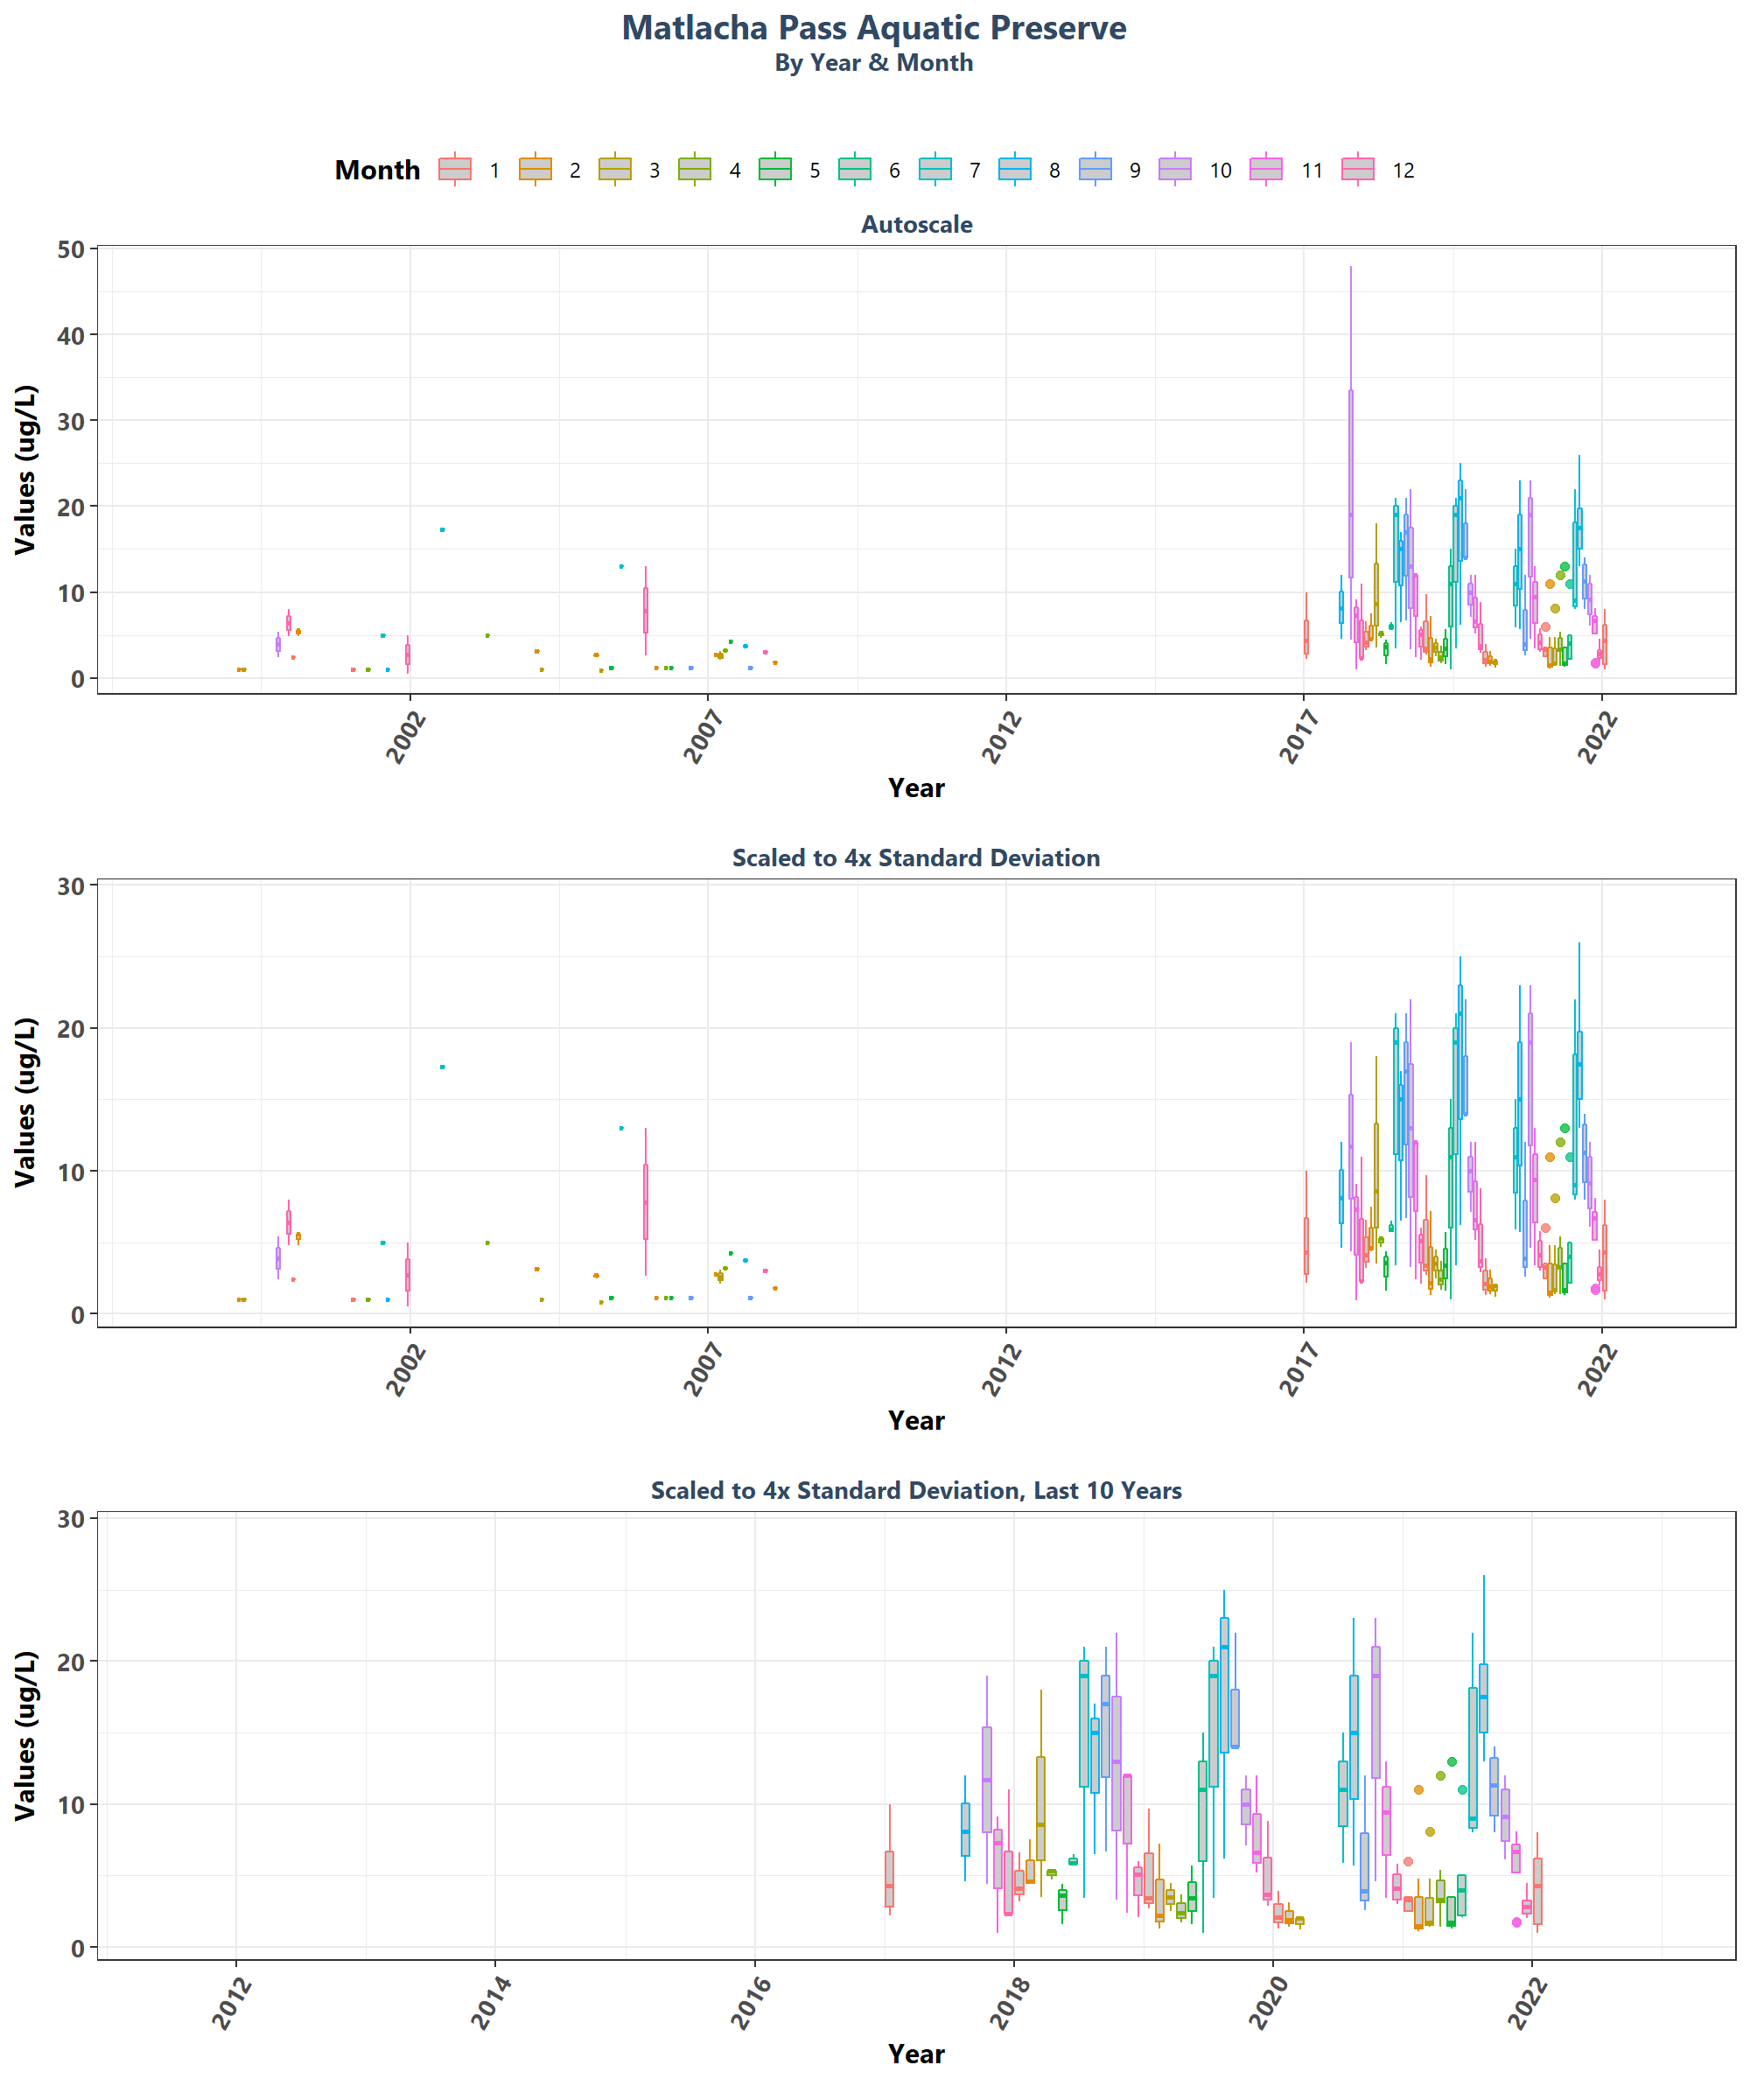 Matlacha Pass Aquatic Preserve
By Year & Month
Month 1 2 3 4 5 6 7 8 9 10 11 12
Autoscale
50
40
30
20
10
0
Values (ug/L)
2002 2007 2012 2017 2022
Year
Scaled to 4x Standard Deviation
30
20
10
0
Values (ug/L)
2002 2007 2012 2017 2022
Year
Scaled to 4x Standard Deviation, Last 10 Years
30
20
10
0
Values (ug/L)
2012 2014 2016 2018 2020 2022
Year